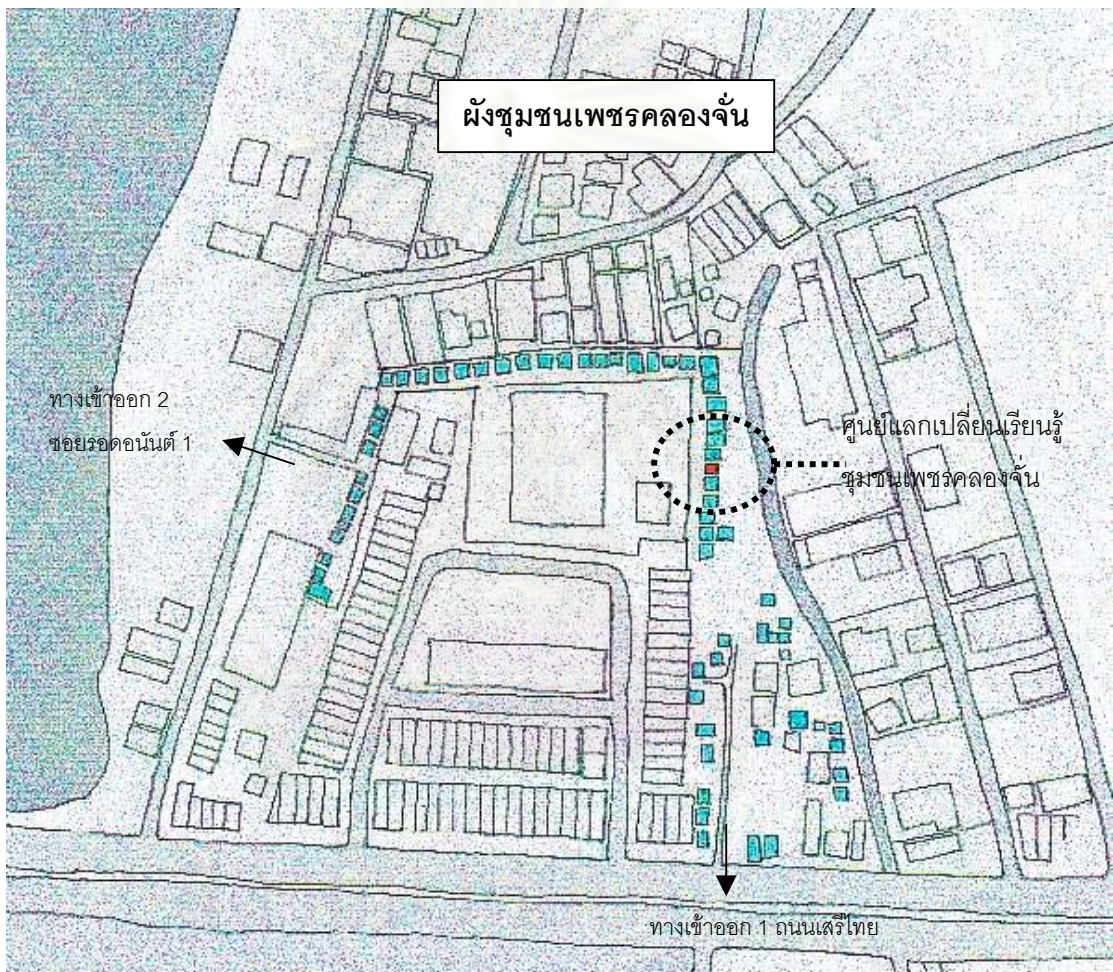 ผังชุมชนเพชรคลองจั่น
ทางเข้าออก 2
ซอยรอดอนันต์ 1
ศูนย์แลกเปลี่ยนเรียนรู้
ชุมชนเพชรคลองจั่น
ทางเข้าออก 1 ถนนเสรีไทย